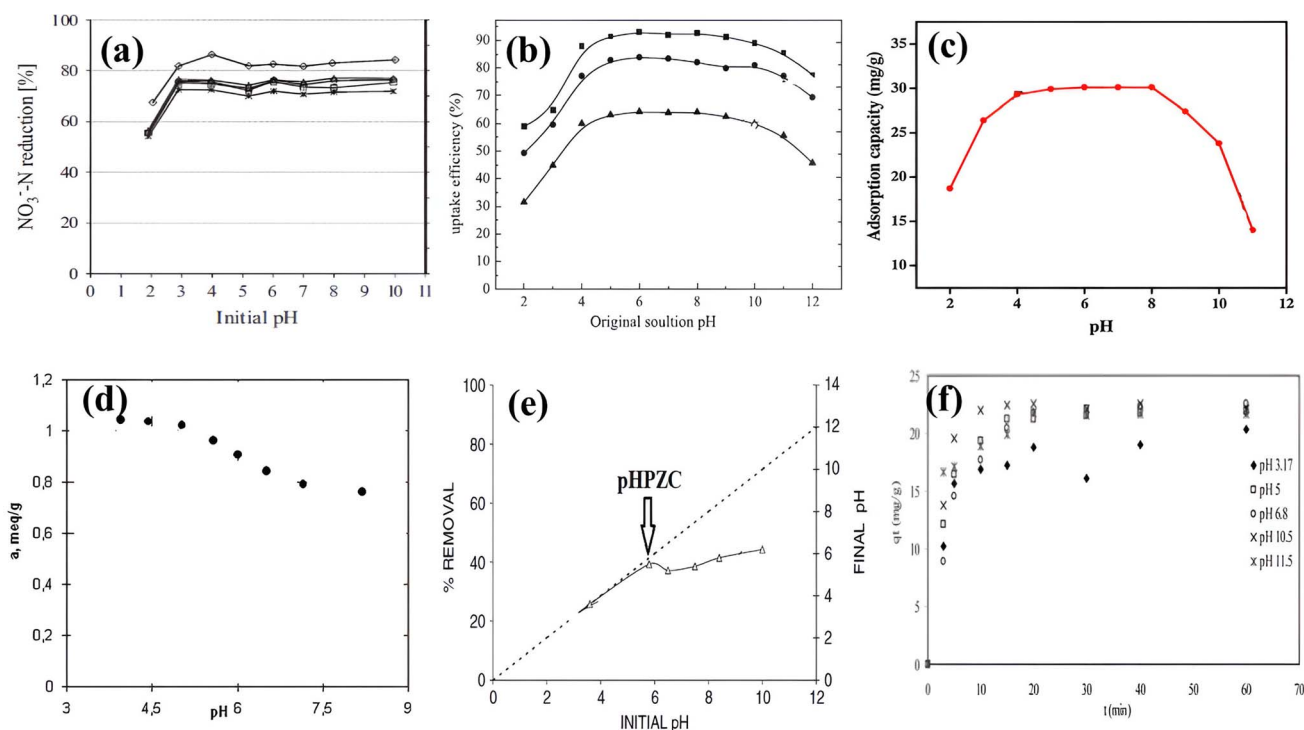 (a)
NO3⁻-N reduction [%]
100
80
60
40
20
0
0 1 2 3 4 5 6 7 8 9 10 11
Initial pH
(b)
uptake efficiency (%)
90
80
70
60
50
40
30
20
10
0
2 4 6 8 10 12
Original soultion pH
(c)
Adsorption capacity (mg/g)
35
30
25
20
15
10
2 4 6 8 10 12
pH
(d)
a, meq/g
1,2
1
0,8
0,6
0,4
0,2
0
3 4,5 6 7,5 9
pH
(e)
% REMOVAL
100
80
60
40
20
0
pHPZC
14
12
10
8
6
4
2
0
FINAL pH
0 2 4 6 8 10 12
INITIAL pH
(f)
qt (mg/g)
25
20
15
10
5
0
pH 3.17
pH 5
pH 6.8
pH 10.5
pH 11.5
0 10 20 30 40 50 60 70
t (min)